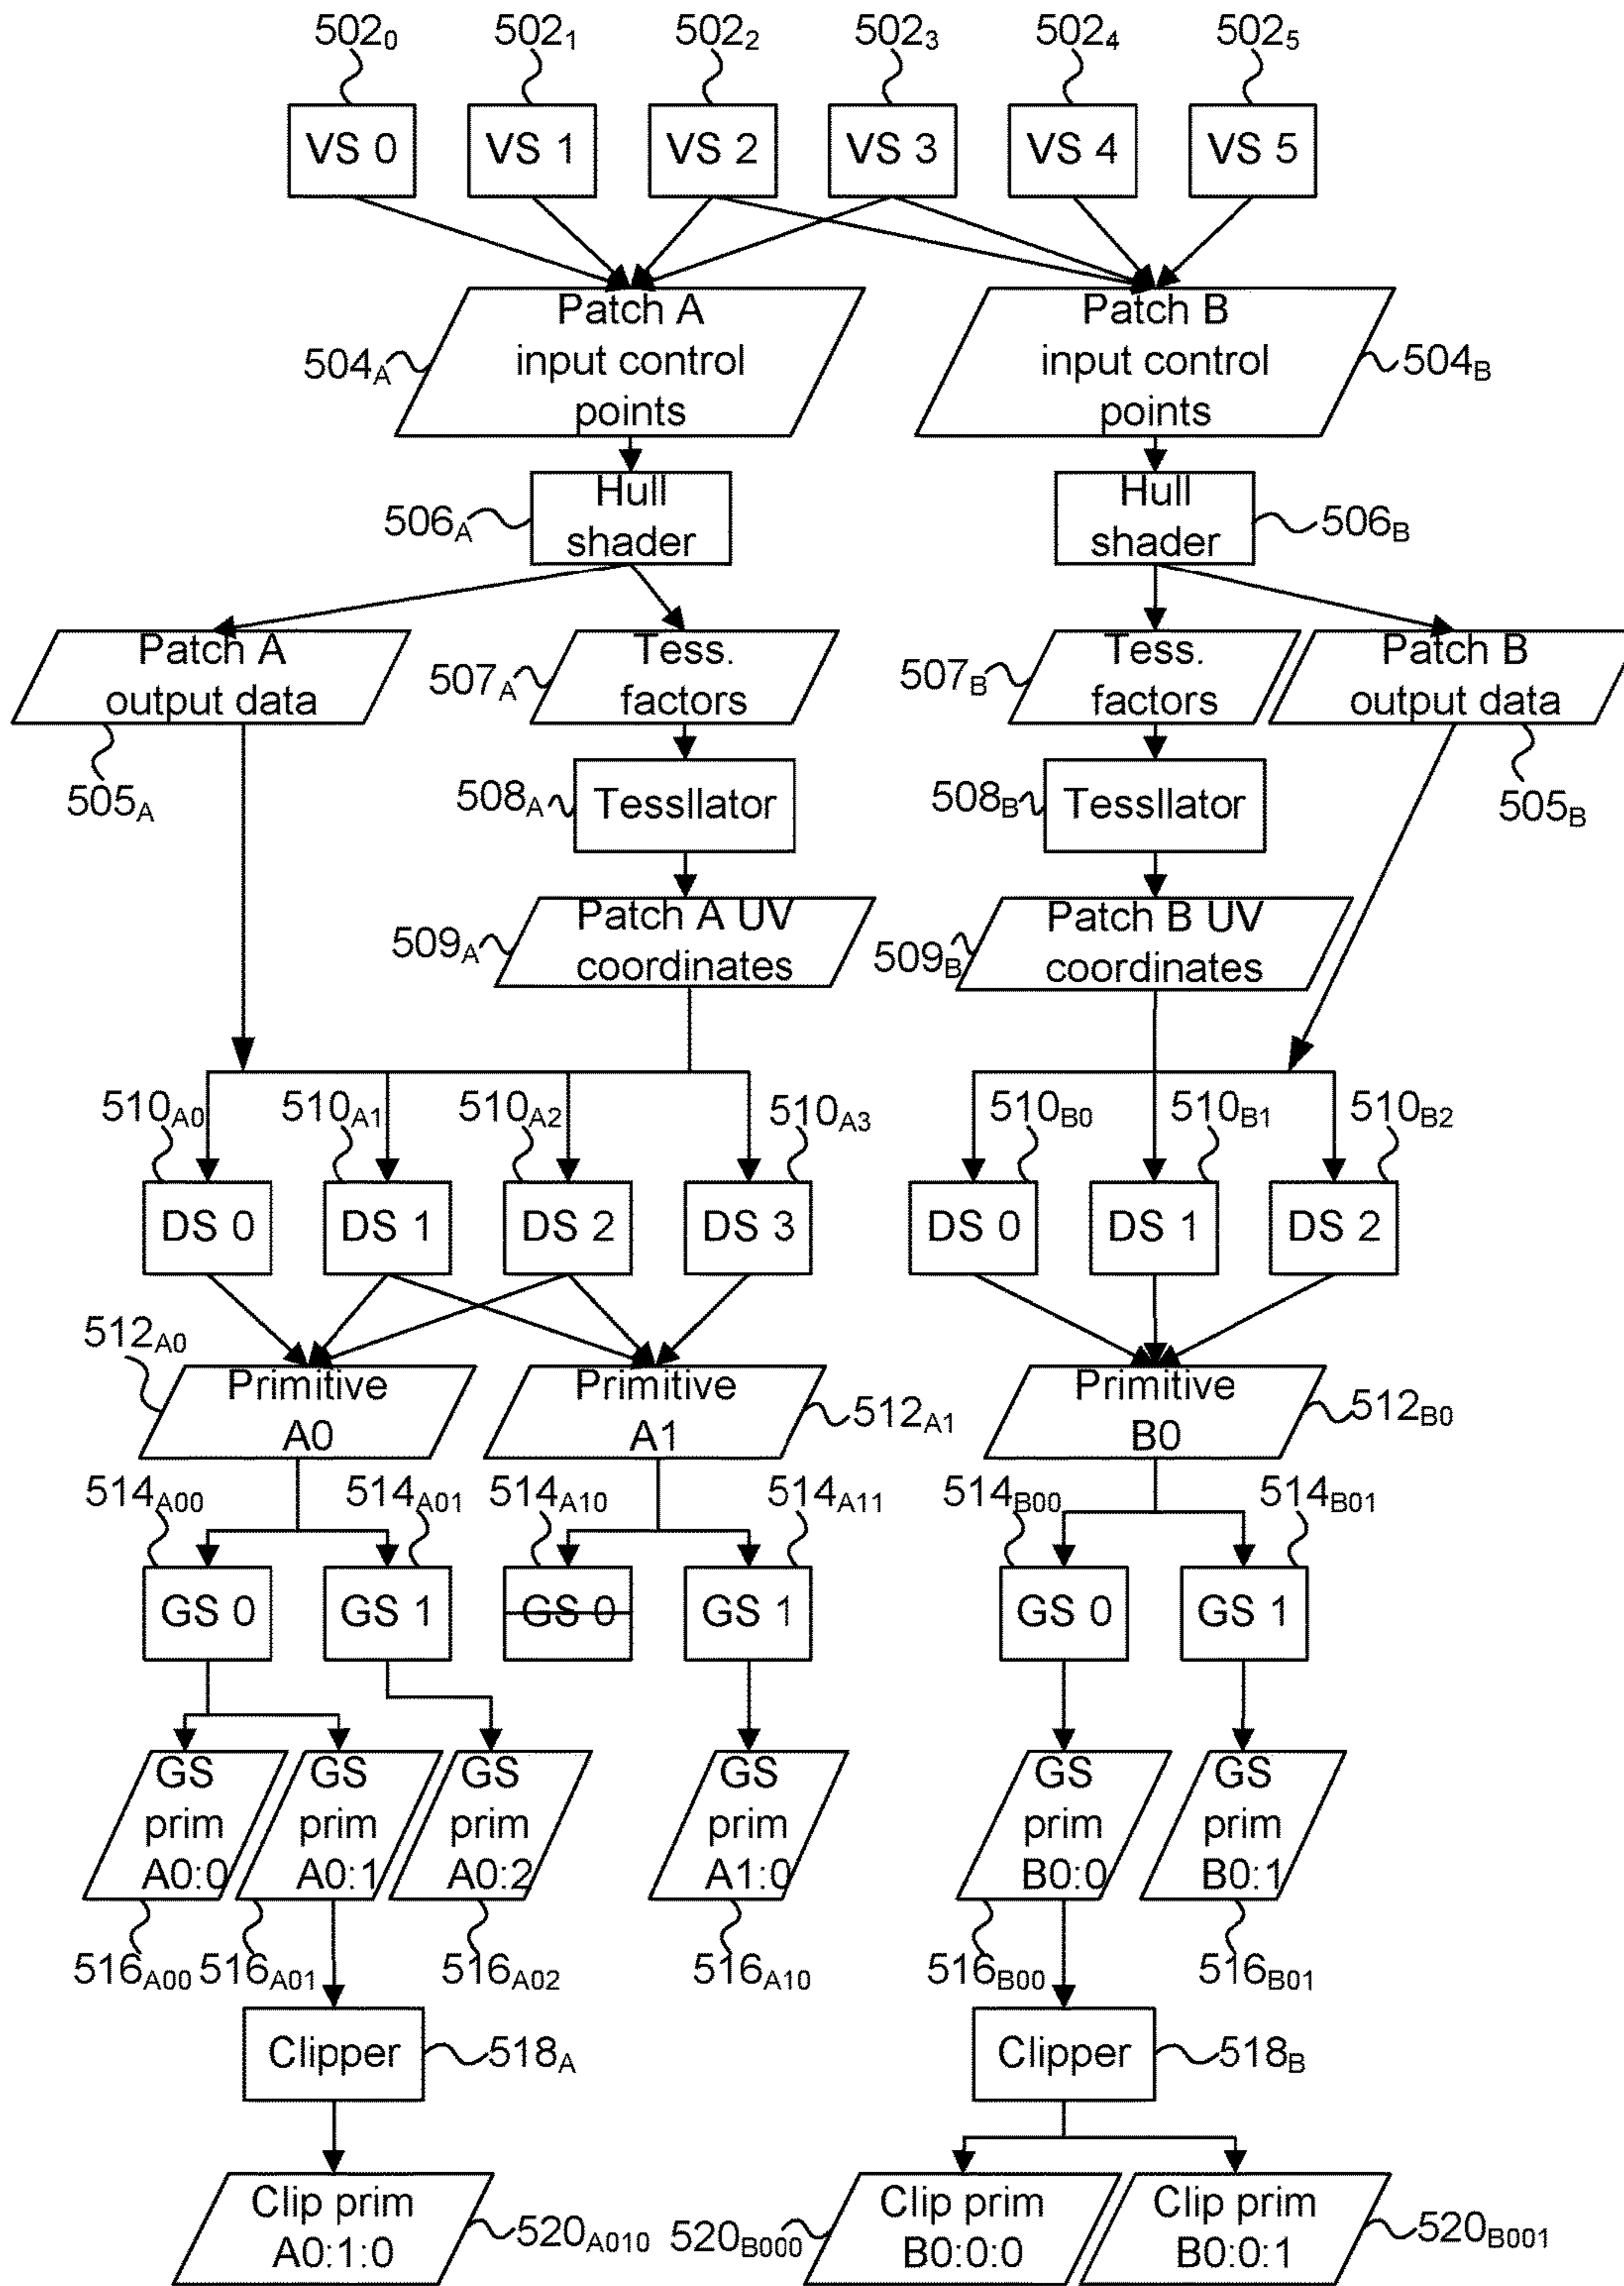 502₀ 502₁ 502₂ 502₃ 502₄ 502₅
VS 0 VS 1 VS 2 VS 3 VS 4 VS 5
Patch A
input control
points
504A
Patch B
input control
points
504B
Hull
shader
506A
Hull
shader
506B
Patch A
output data
505A
Tess.
factors
507A
Tess.
factors
507B
Patch B
output data
505B
508A
Tessllator
508B
Tessllator
509A
Patch A UV
coordinates
509B
Patch B UV
coordinates
510A0 510A1 510A2 510A3 510B0 510B1 510B2
DS 0 DS 1 DS 2 DS 3 DS 0 DS 1 DS 2
512A0
Primitive
A0
Primitive
A1
512A1
Primitive
B0
512B0
514A00 514A01 514A10 514A11 514B00 514B01
GS 0 GS 1 GS 0 GS 1 GS 0 GS 1
GS
prim
A0:0
GS
prim
A0:1
GS
prim
A0:2
GS
prim
A1:0
GS
prim
B0:0
GS
prim
B0:1
516A00 516A01 516A02 516A10 516B00 516B01
Clipper
518A
Clipper
518B
Clip prim
A0:1:0
520A010
520B000
Clip prim
B0:0:0
Clip prim
B0:0:1
520B001